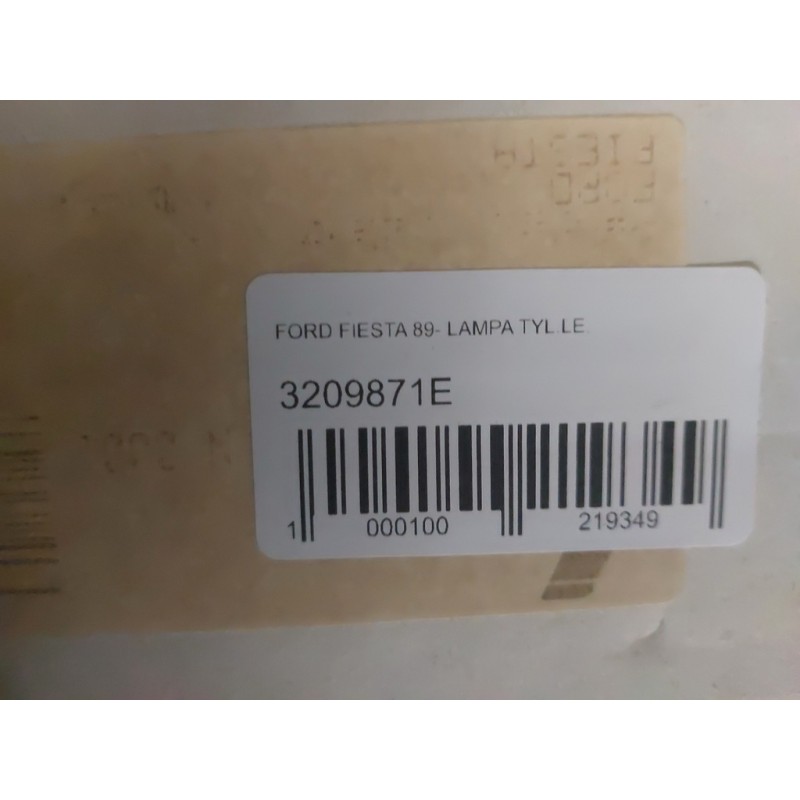 FORD FIESTA 89- LAMPA TYL.LE.
3209871E
1 000100 219349